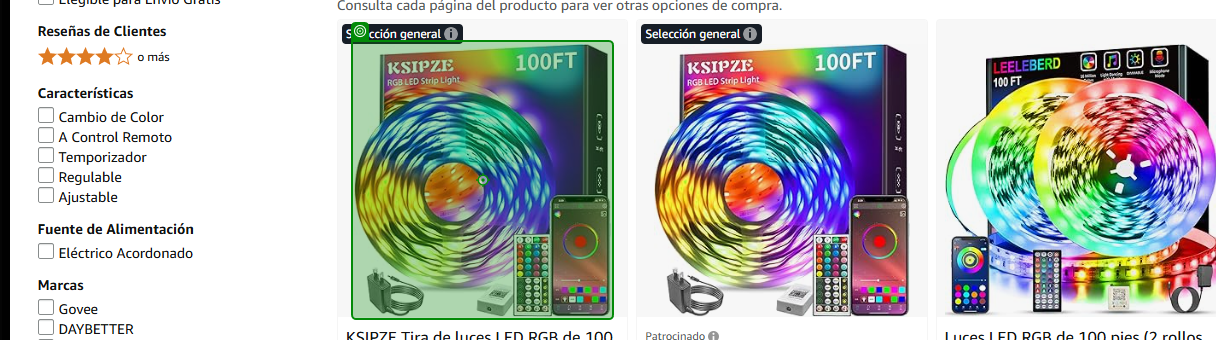 Elegible para Envío Gratis
Consulta cada página del producto para ver otras opciones de compra.
Reseñas de Clientes
o más
Características
Cambio de Color
A Control Remoto
Temporizador
Regulable
Ajustable
Fuente de Alimentación
Eléctrico Acordonado
Marcas
Govee
DAYBETTER
cción general
KSIPZE
100FT
RGB LED Strip Light
KSIPZE Tira de luces LED RGB de 100
Selección general
KSIPZE
100FT
RGB LED Strip Light
Patrocinado
LEELEBERD
100 FT
Luces LED RGB de 100 pies (2 rollos